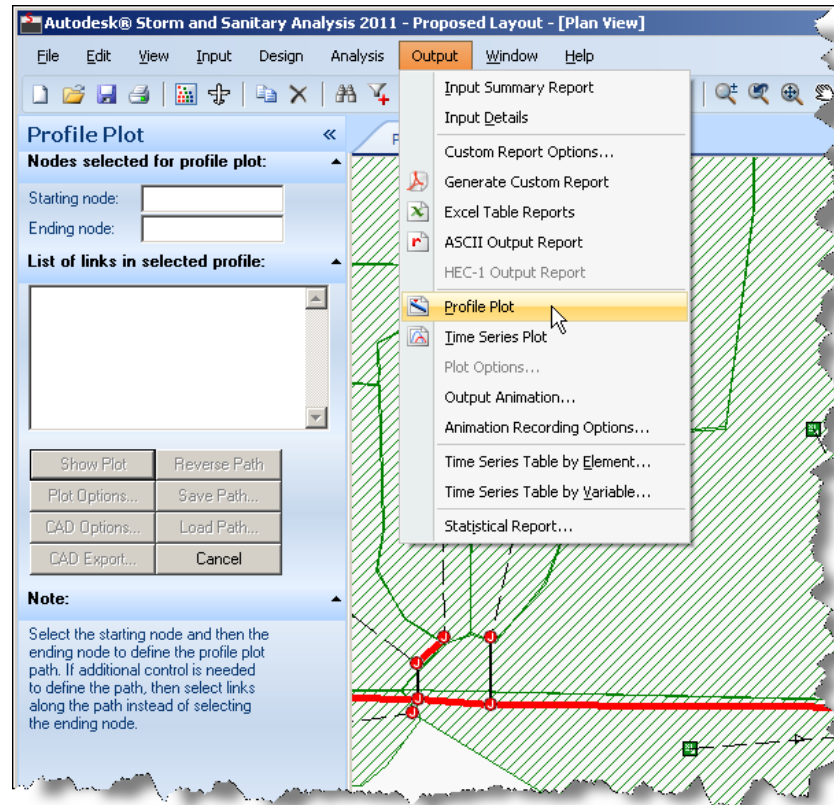 Autodesk® Storm and Sanitary Analysis 2011 - Proposed Layout - [Plan View]
File Edit View Input Design Analysis Output Window Help
Profile Plot «
Nodes selected for profile plot:
Starting node:
Ending node:
List of links in selected profile:
Show Plot Reverse Path
Plot Options... Save Path...
CAD Options... Load Path...
CAD Export... Cancel
Note:
Select the starting node and then the
ending node to define the profile plot
path. If additional control is needed
to define the path, then select links
along the path instead of selecting
the ending node.
Input Summary Report
Input Details
Custom Report Options...
Generate Custom Report
Excel Table Reports
ASCII Output Report
HEC-1 Output Report
Profile Plot
Time Series Plot
Plot Options...
Output Animation...
Animation Recording Options...
Time Series Table by Element...
Time Series Table by Variable...
Statistical Report...